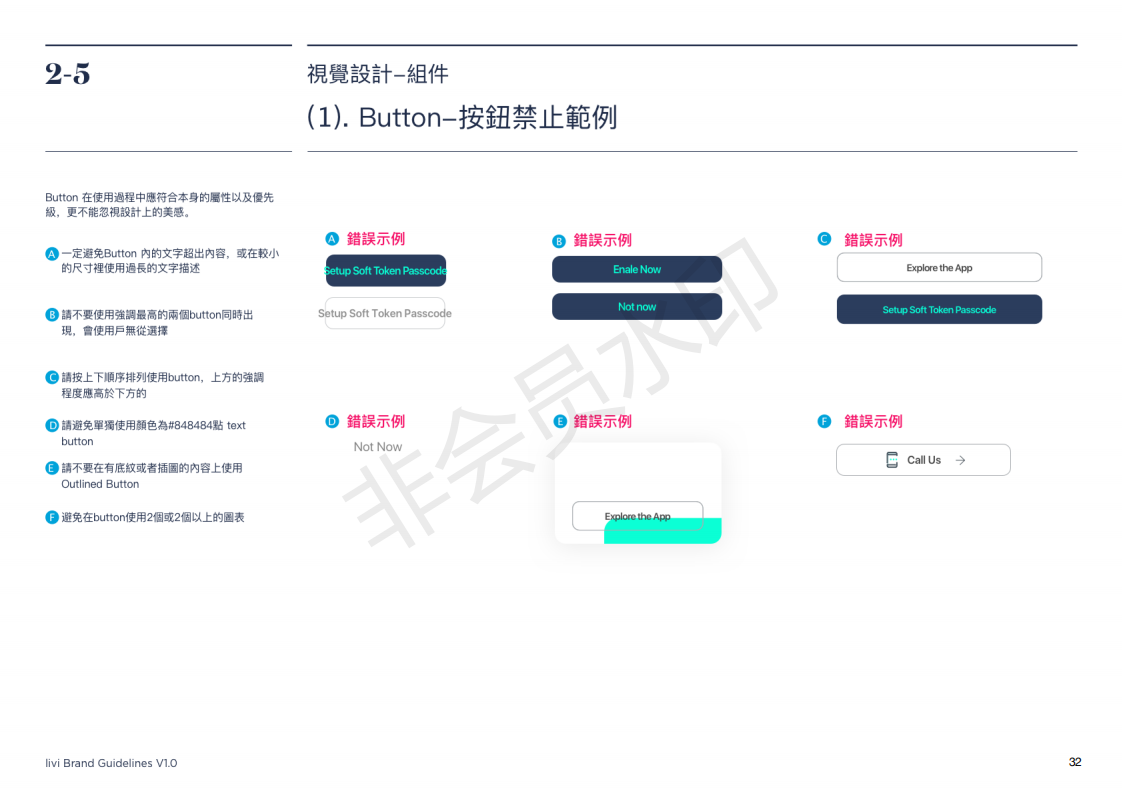 2-5
視覺設計–組件
(1). Button–按鈕禁止範例
Button 在使用過程中應符合本身的屬性以及優先
級，更不能忽視設計上的美感。
A 一定避免Button 內的文字超出內容，或在較小
的尺寸裡使用過長的文字描述
B 請不要使用強調最高的兩個button同時出
現，會使用戶無從選擇
C 請按上下順序排列使用button，上方的強調
程度應高於下方的
D 請避免單獨使用顏色為#848484點 text
button
E 請不要在有底紋或者插圖的內容上使用
Outlined Button
F 避免在button使用2個或2個以上的圖表
A 錯誤示例
Setup Soft Token Passcode
Setup Soft Token Passcode
B 錯誤示例
Enale Now
Not now
C 錯誤示例
Explore the App
Setup Soft Token Passcode
D 錯誤示例
Not Now
E 錯誤示例
Explore the App
F 錯誤示例
Call Us
非会员水印
livi Brand Guidelines V1.0
32